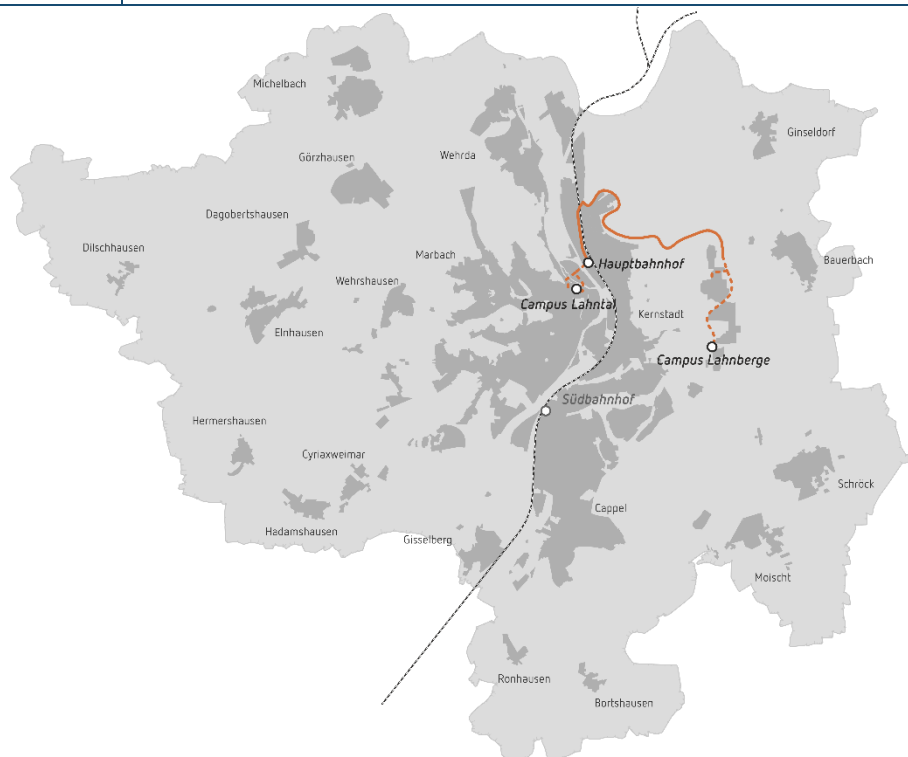 Michelbach
Ginseldorf
Wehrda
Görzhausen
Dagobertshausen
Dilschhausen
Marbach
Bauerbach
Hauptbahnhof
Wehrshausen
Campus Lahntal
Kernstadt
Elnhausen
Campus Lahnberge
Südbahnhof
Hermershausen
Cyriaxweimar
Schröck
Cappel
Hadamshausen
Gisselberg
Moischt
Ronhausen
Bortshausen